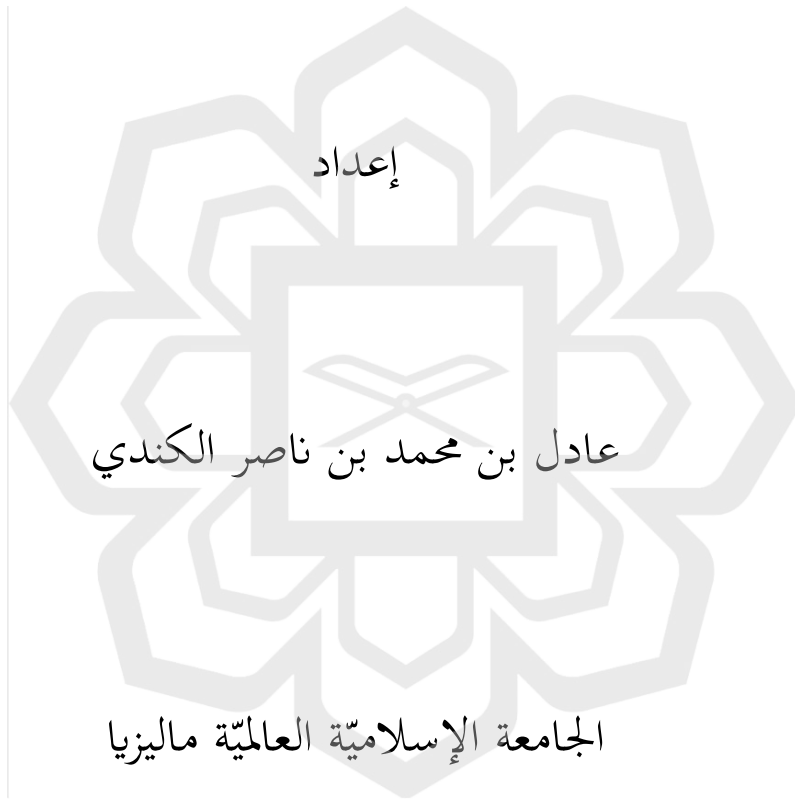 إعداد
عادل بن محمد بن ناصر الكندي
الجامعة الإسلاميّة العالميّة ماليزيا